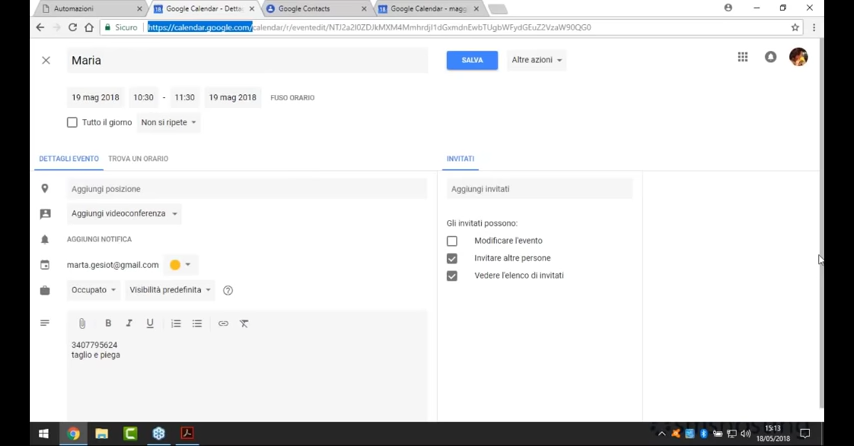 Automazioni
Google Calendar - Detta
Google Contacts
Google Calendar - magg
Sicuro
https://calendar.google.com/calendar/r/eventedit/
Maria
SALVA
Altre azioni
19 mag 2018 10:30 - 11:30 19 mag 2018 FUSO ORARIO
Tutto il giorno Non si ripete
DETTAGLI EVENTO TROVA UN ORARIO
INVITATI
Aggiungi posizione
Aggiungi invitati
Aggiungi videoconferenza
Gli invitati possono:
AGGIUNGI NOTIFICA
Modificare l'evento
marta.gesiot@gmail.com
Invitare altre persone
Vedere l'elenco di invitati
Occupato Visibilità predefinita
B I U
3407795624
taglio e piega
15:13
18/05/2018